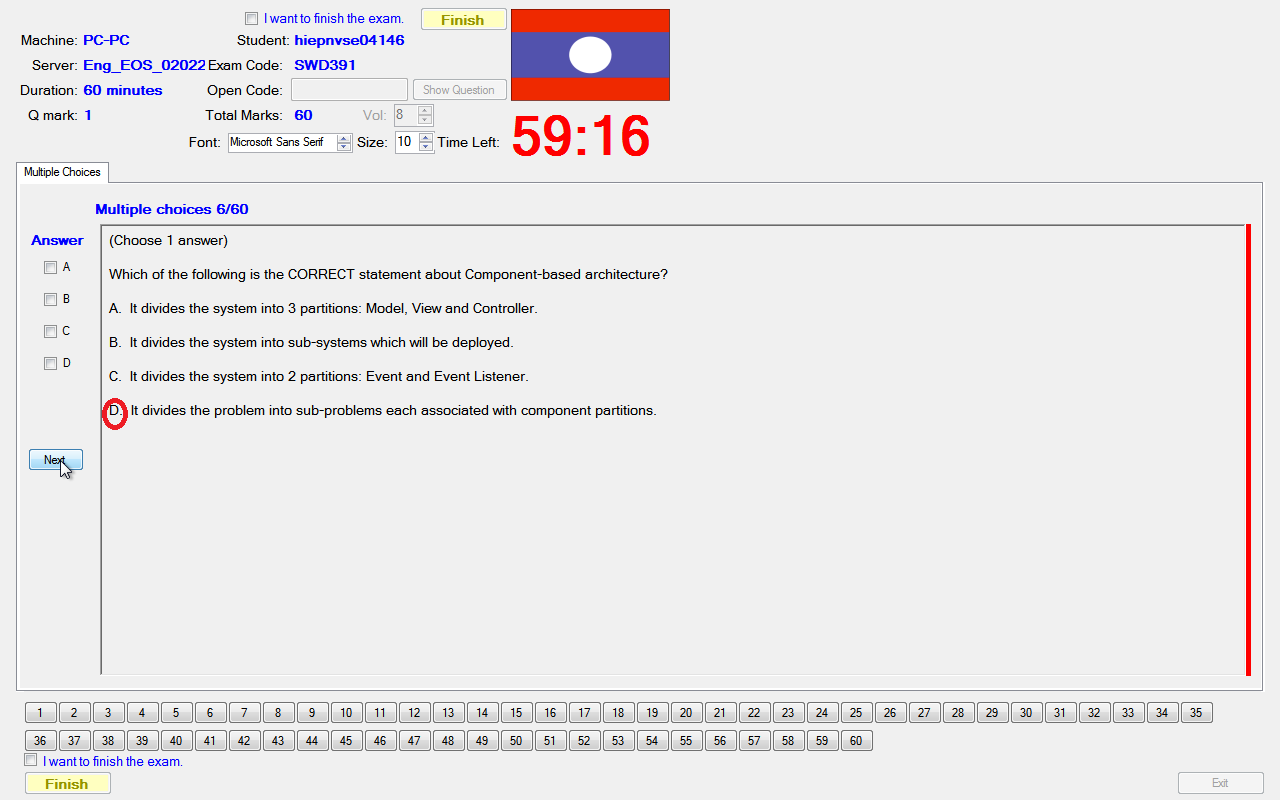 I want to finish the exam. Finish
Machine: PC-PC Student: hiepnvse04146
Server: Eng_EOS_02022 Exam Code: SWD391
Duration: 60 minutes Open Code: Show Question
Q mark: 1 Total Marks: 60 Vol: 8
Font: Microsoft Sans Serif Size: 10 Time Left: 59:16
Multiple Choices
Multiple choices 6/60
Answer
A
B
C
D
Next
(Choose 1 answer)
Which of the following is the CORRECT statement about Component-based architecture?
A. It divides the system into 3 partitions: Model, View and Controller.
B. It divides the system into sub-systems which will be deployed.
C. It divides the system into 2 partitions: Event and Event Listener.
D. It divides the problem into sub-problems each associated with component partitions.
1 2 3 4 5 6 7 8 9 10 11 12 13 14 15 16 17 18 19 20 21 22 23 24 25 26 27 28 29 30 31 32 33 34 35
36 37 38 39 40 41 42 43 44 45 46 47 48 49 50 51 52 53 54 55 56 57 58 59 60
I want to finish the exam.
Finish Exit